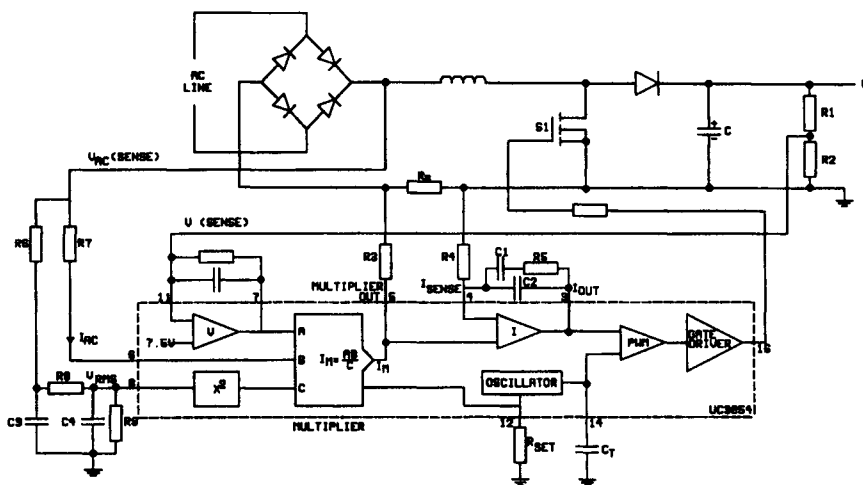 AC
LINE
S1
C
R1
R2
V_AC (SENSE)
V (SENSE)
R6
R7
R3
R4
C1
R5
C2
I_SENSE
I_OUT
MULTIPLIER
OUT
11
7
5
4
3
V
7.5V
A
B
C
I_M = AB/C
I_M
I
PWM
GATE
DRIVER
16
I_AC
6
V_RMS
8
R8
X²
OSCILLATOR
C3
C4
R9
MULTIPLIER
UC3854
12
14
R_SET
C_T